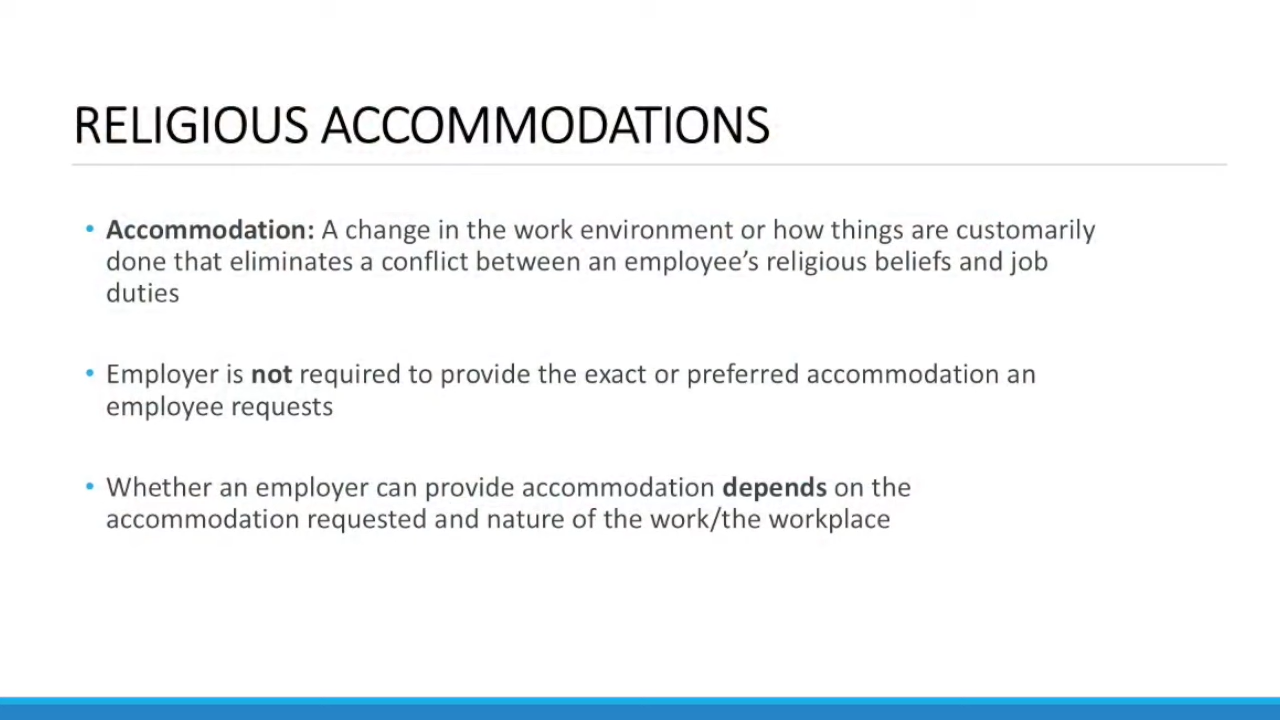 RELIGIOUS ACCOMMODATIONS
• Accommodation: A change in the work environment or how things are customarily
done that eliminates a conflict between an employee’s religious beliefs and job
duties
• Employer is not required to provide the exact or preferred accommodation an
employee requests
• Whether an employer can provide accommodation depends on the
accommodation requested and nature of the work/the workplace